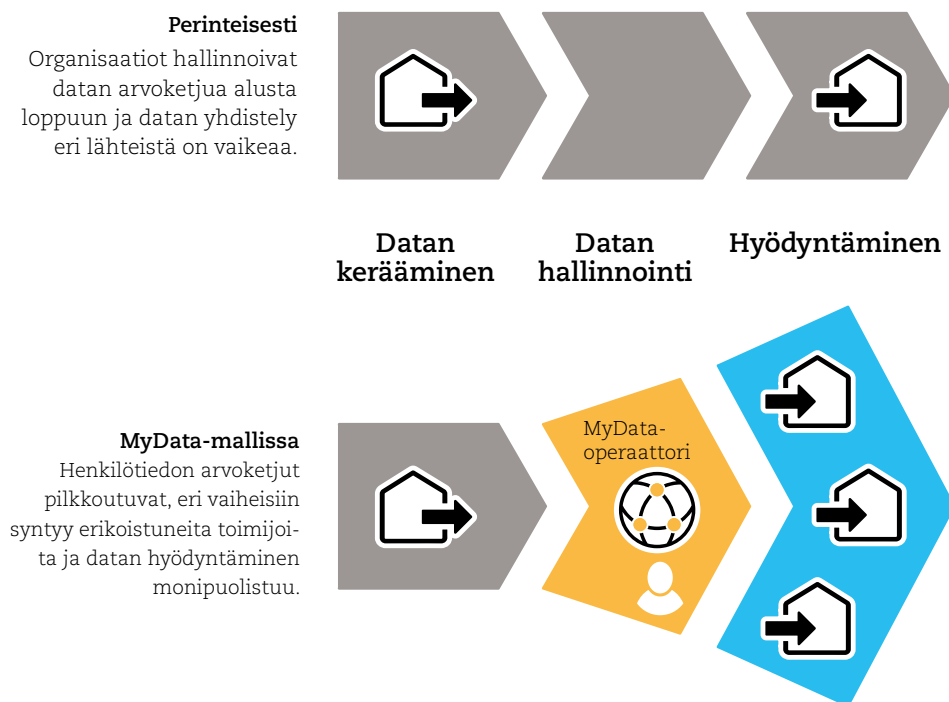 Perinteisesti
Organisaatiot hallinnoivat
datan arvoketjua alusta
loppuun ja datan yhdistely
eri lähteistä on vaikeaa.
Datan
kerääminen
Datan
hallinnointi
Hyödyntäminen
MyData-mallissa
Henkilötiedon arvoketjut
pilkkoutuvat, eri vaiheisiin
syntyy erikoistuneita toimijoi-
ta ja datan hyödyntäminen
monipuolistuu.
MyData-
operaattori